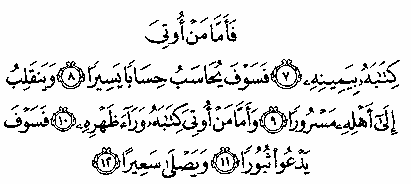 فَأَمَّا مَنۡ أُوتِيَ
كِتَٰبَهُۥ بِيَمِينِهِۦ ٧ فَسَوۡفَ يُحَاسَبُ حِسَابٗا يَسِيرٗا ٨ وَيَنقَلِبُ
إِلَىٰٓ أَهۡلِهِۦ مَسۡرُورٗا ٩ وَأَمَّا مَنۡ أُوتِيَ كِتَٰبَهُۥ وَرَآءَ ظَهۡرِهِۦ ١٠ فَسَوۡفَ
يَدۡعُواْ ثُبُورٗا ١١ وَيَصۡلَىٰ سَعِيرًا ١٢